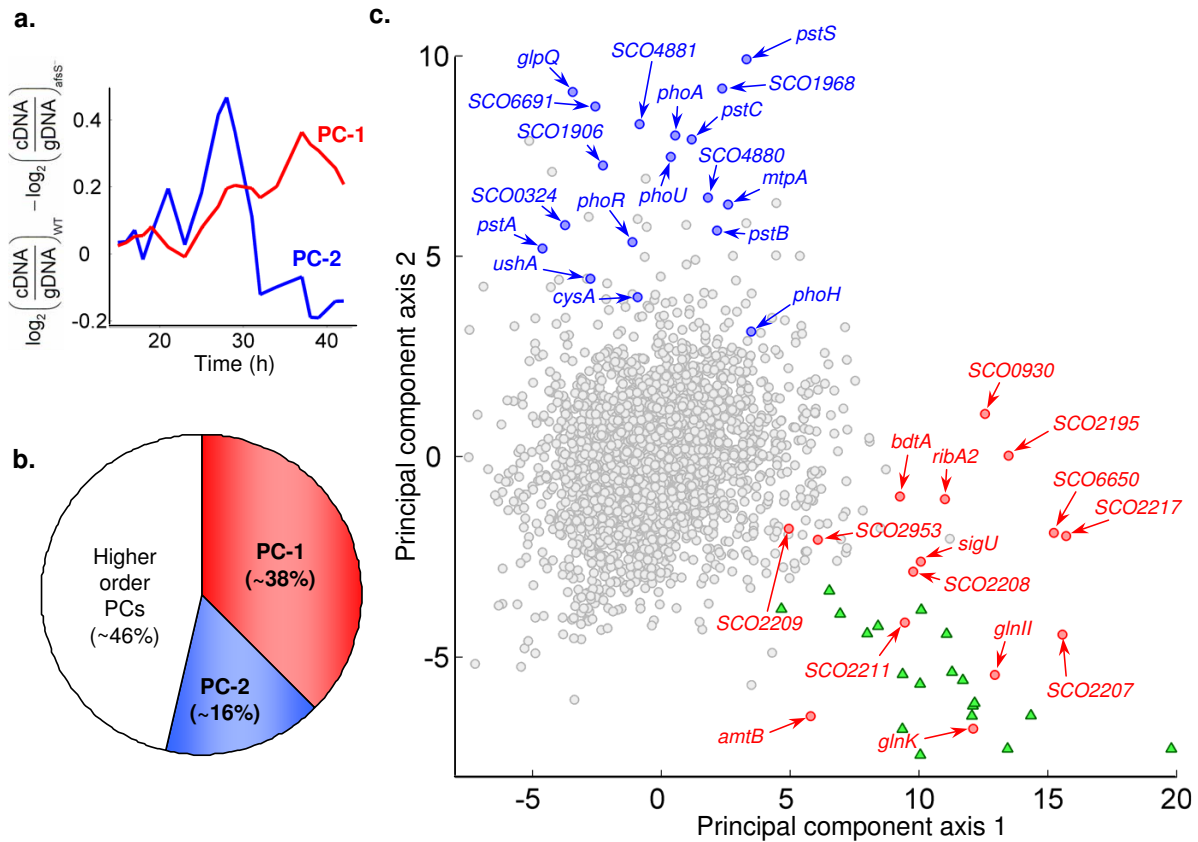 a.
log₂ (cDNA/gDNA)WT − log₂ (cDNA/gDNA)afsS⁻
0.4
0.2
0
-0.2
PC-1
PC-2
20
30
40
Time (h)
b.
Higher
order
PCs
(~46%)
PC-1
(~38%)
PC-2
(~16%)
c.
Principal component axis 2
10
5
0
-5
glpQ
SCO4881
pstS
SCO6691
phoA
SCO1968
SCO1906
pstC
SCO4880
SCO0324
phoR
phoU
mtpA
pstA
pstB
ushA
cysA
phoH
SCO0930
bdtA
ribA2
SCO2195
SCO6650
SCO2217
SCO2953
sigU
SCO2208
SCO2209
SCO2211
glnII
SCO2207
amtB
glnK
-5
0
5
10
15
20
Principal component axis 1